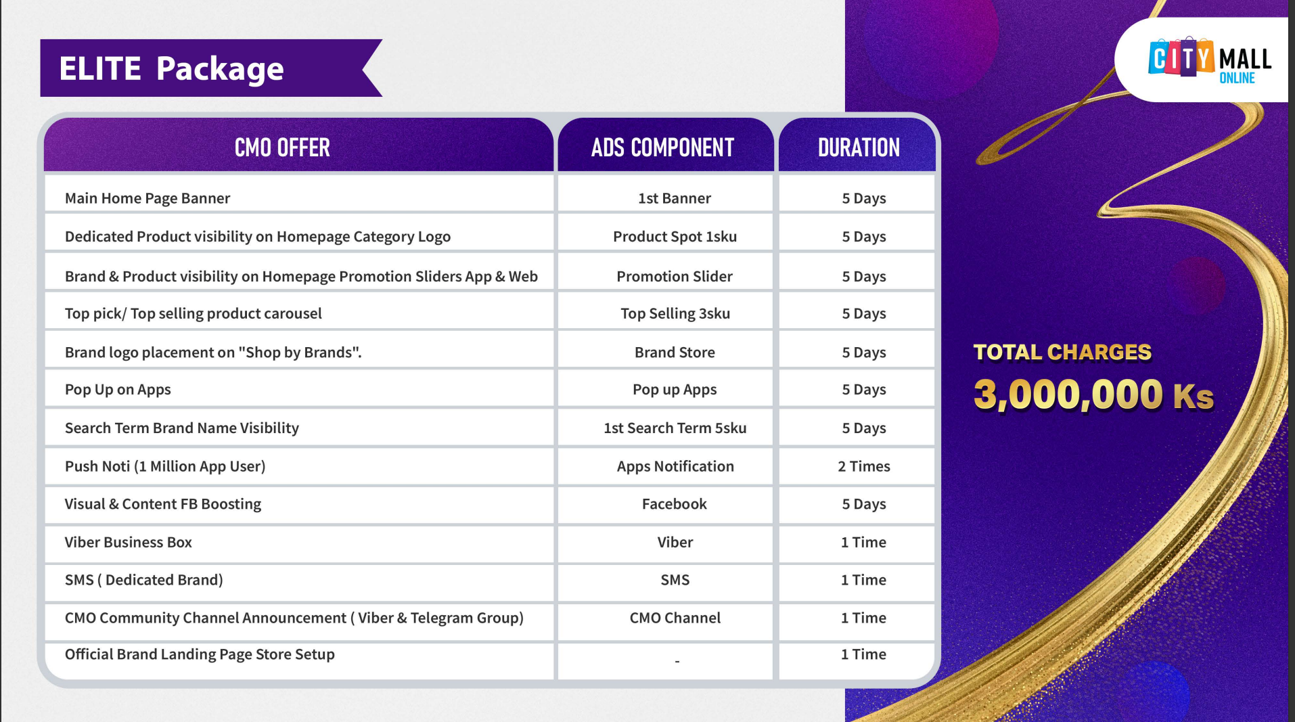 ELITE Package
CITY MALL
ONLINE
CMO OFFER ADS COMPONENT DURATION
Main Home Page Banner 1st Banner 5 Days
Dedicated Product visibility on Homepage Category Logo Product Spot 1sku 5 Days
Brand & Product visibility on Homepage Promotion Sliders App & Web Promotion Slider 5 Days
Top pick/ Top selling product carousel Top Selling 3sku 5 Days
Brand logo placement on "Shop by Brands". Brand Store 5 Days
Pop Up on Apps Pop up Apps 5 Days
Search Term Brand Name Visibility 1st Search Term 5sku 5 Days
Push Noti (1 Million App User) Apps Notification 2 Times
Visual & Content FB Boosting Facebook 5 Days
Viber Business Box Viber 1 Time
SMS ( Dedicated Brand) SMS 1 Time
CMO Community Channel Announcement ( Viber & Telegram Group) CMO Channel 1 Time
Official Brand Landing Page Store Setup - 1 Time
TOTAL CHARGES
3,000,000 Ks